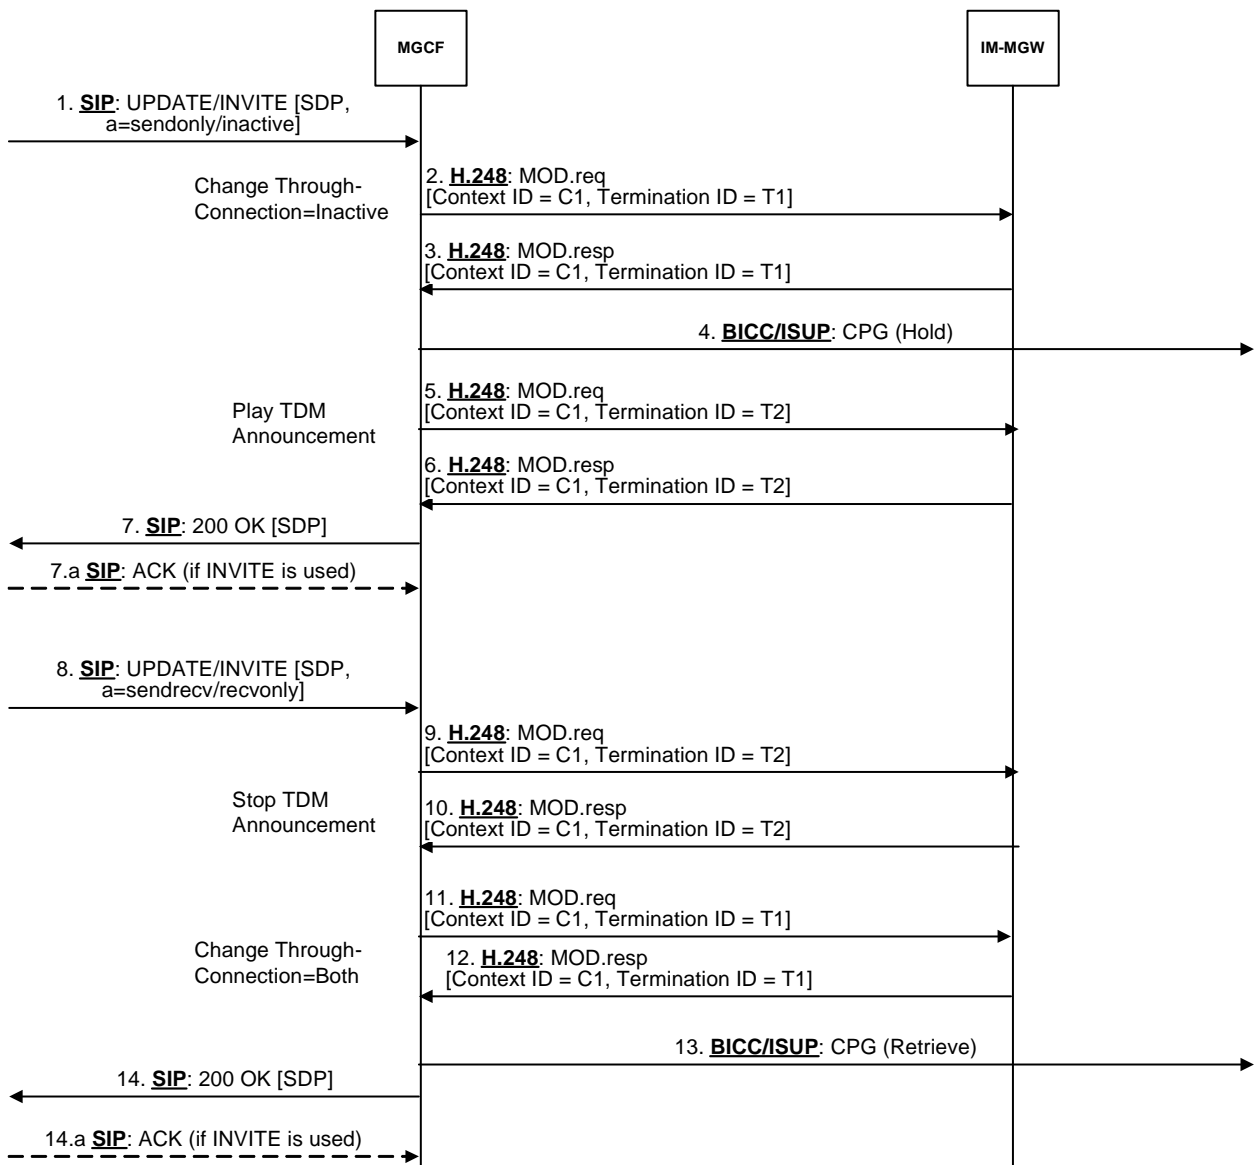 MGCF
IM-MGW
1. SIP: UPDATE/INVITE [SDP,
a=sendonly/inactive]
Change Through-
Connection=Inactive
2. H.248: MOD.req
[Context ID = C1, Termination ID = T1]
3. H.248: MOD.resp
[Context ID = C1, Termination ID = T1]
4. BICC/ISUP: CPG (Hold)
Play TDM
Announcement
5. H.248: MOD.req
[Context ID = C1, Termination ID = T2]
6. H.248: MOD.resp
[Context ID = C1, Termination ID = T2]
7. SIP: 200 OK [SDP]
7.a SIP: ACK (if INVITE is used)
8. SIP: UPDATE/INVITE [SDP,
a=sendrecv/recvonly]
9. H.248: MOD.req
[Context ID = C1, Termination ID = T2]
Stop TDM
Announcement
10. H.248: MOD.resp
[Context ID = C1, Termination ID = T2]
11. H.248: MOD.req
[Context ID = C1, Termination ID = T1]
Change Through-
Connection=Both
12. H.248: MOD.resp
[Context ID = C1, Termination ID = T1]
13. BICC/ISUP: CPG (Retrieve)
14. SIP: 200 OK [SDP]
14.a SIP: ACK (if INVITE is used)